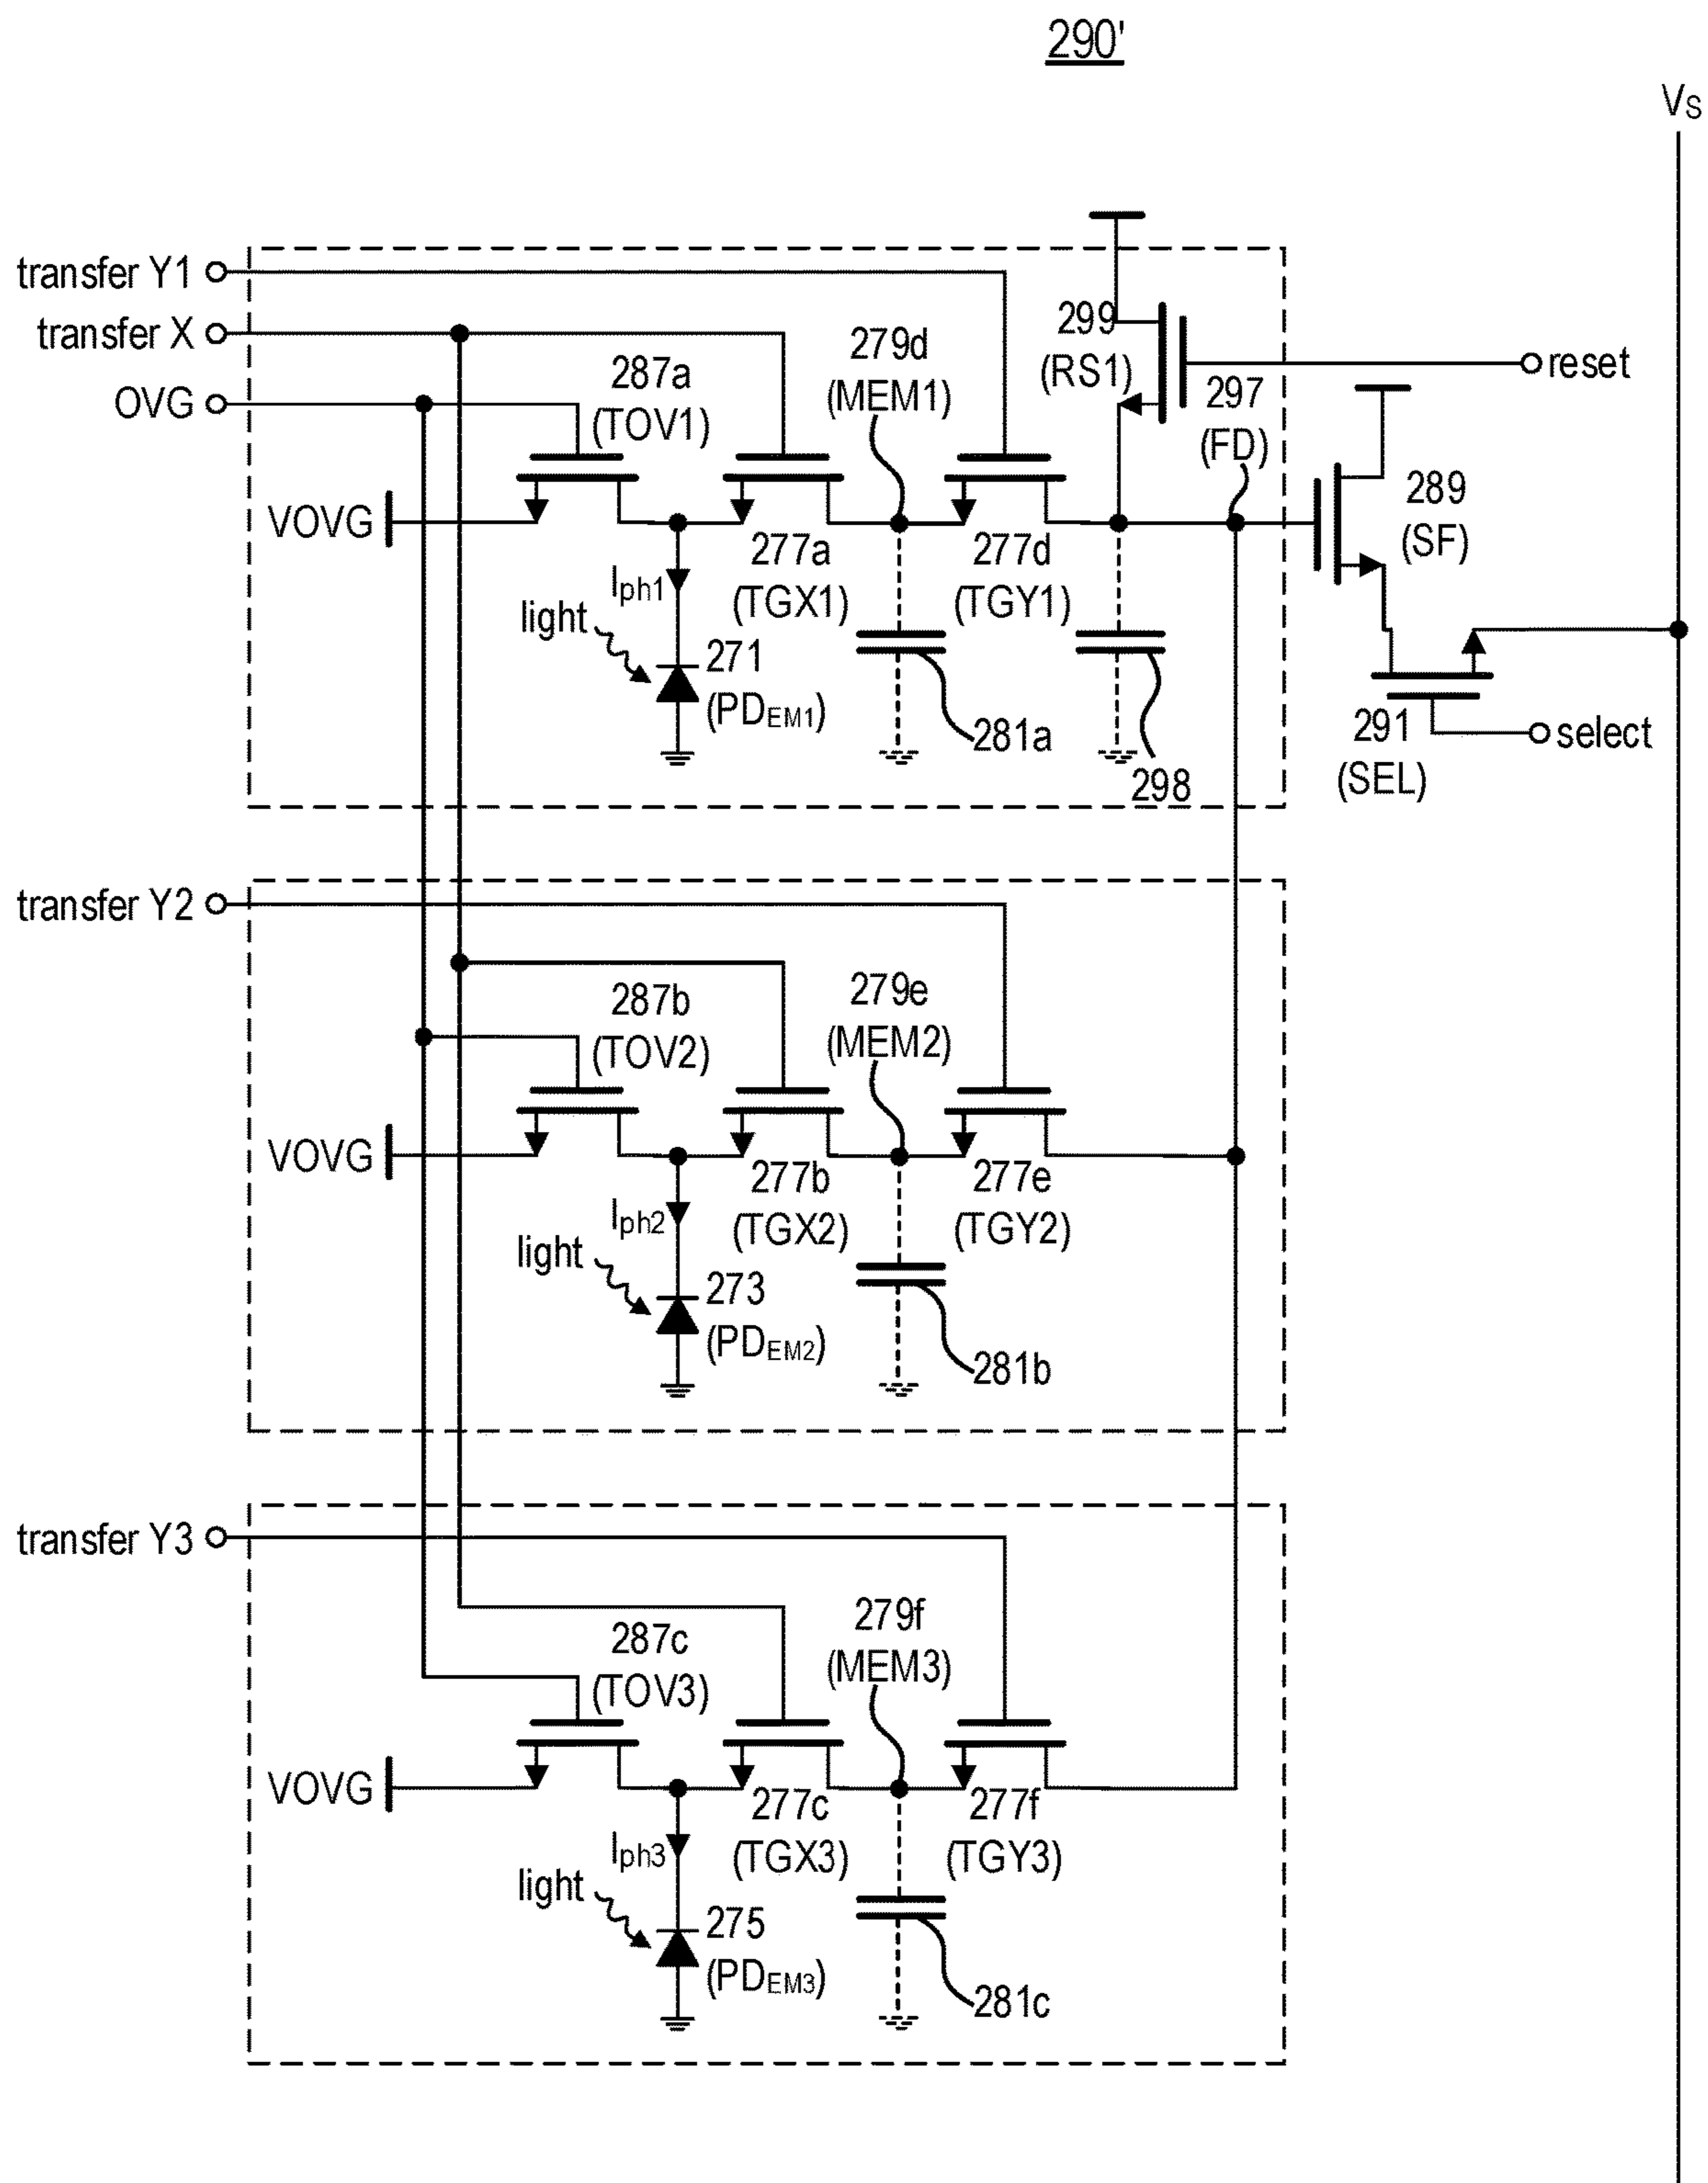 290'
VS
transfer Y1
transfer X
OVG
287a
(TOV1)
279d
(MEM1)
299
(RS1)
297
(FD)
reset
289
(SF)
VOVG
277a
(TGX1)
277d
(TGY1)
Iph1
light
271
(PDEM1)
281a
298
291
(SEL)
select
transfer Y2
287b
(TOV2)
279e
(MEM2)
VOVG
277b
(TGX2)
277e
(TGY2)
Iph2
light
273
(PDEM2)
281b
transfer Y3
287c
(TOV3)
279f
(MEM3)
VOVG
277c
(TGX3)
277f
(TGY3)
Iph3
light
275
(PDEM3)
281c